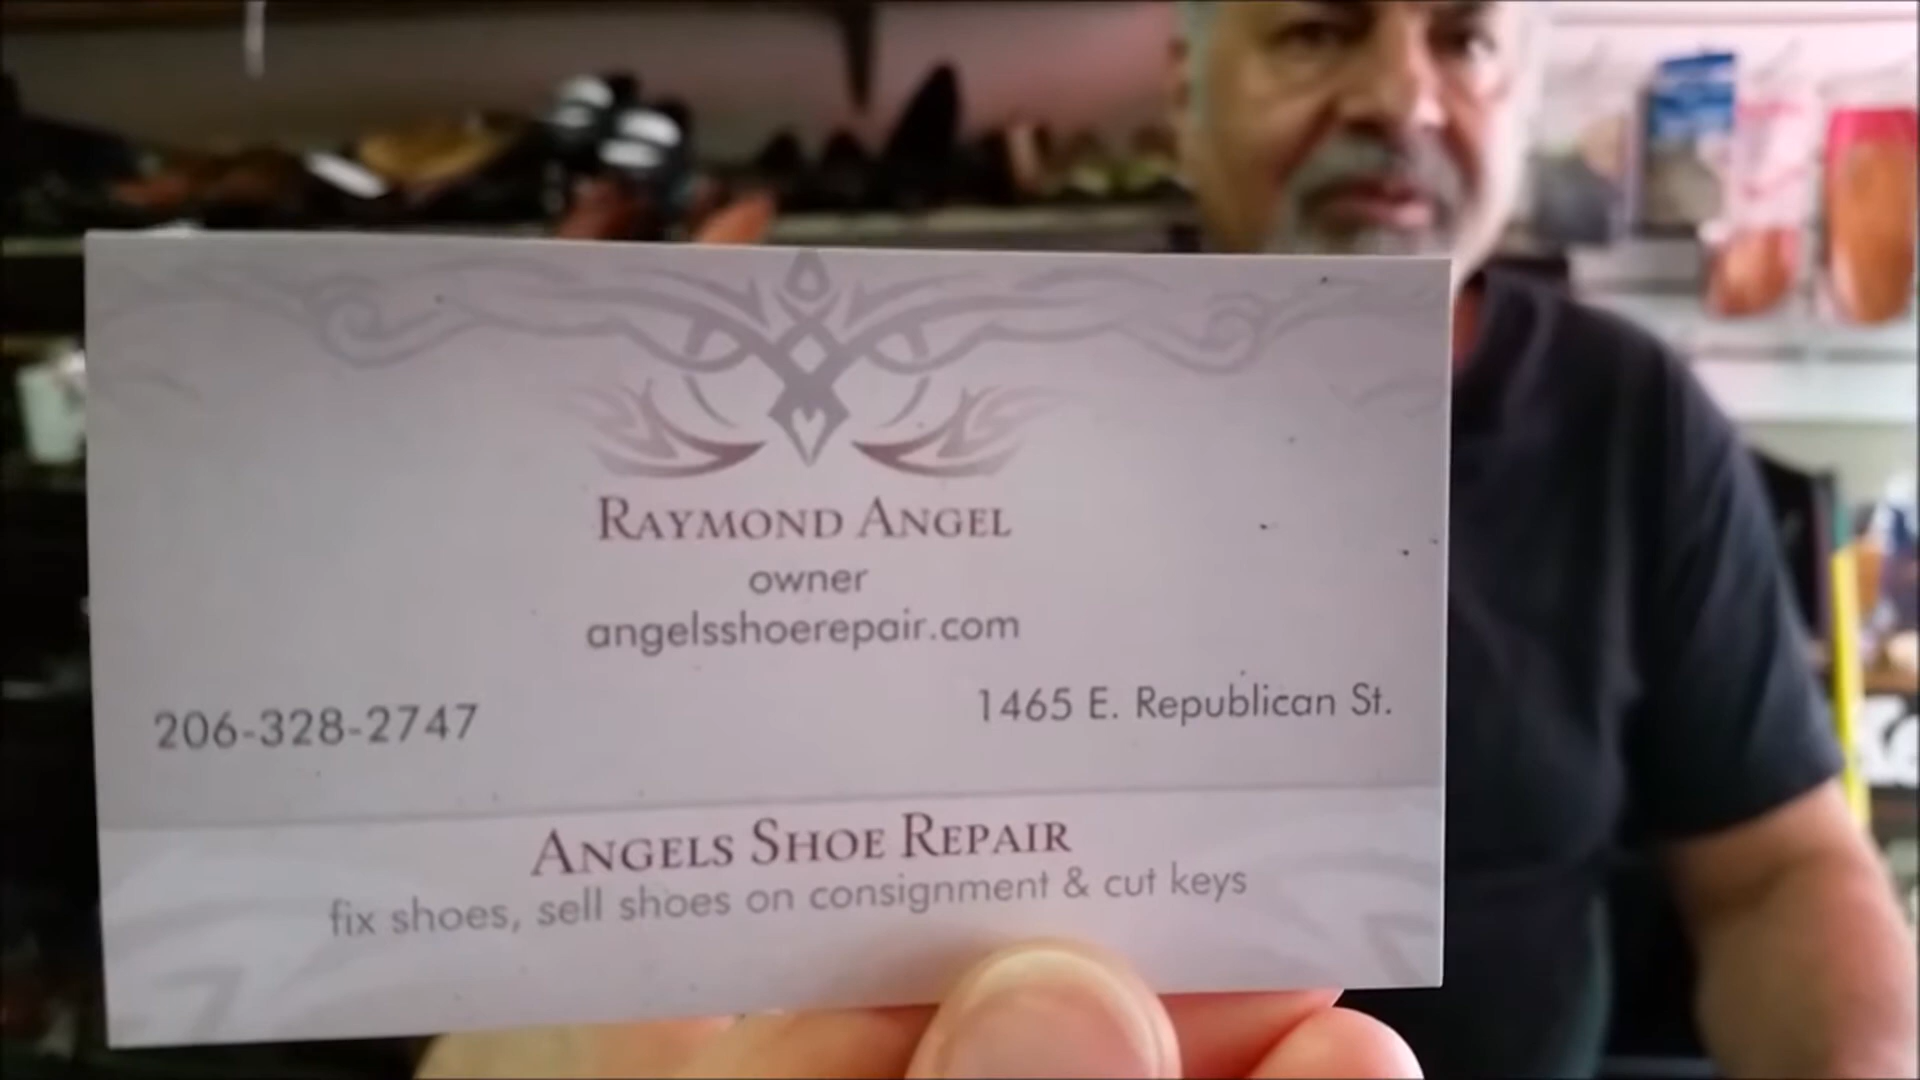 RAYMOND ANGEL
owner
angelsshoerepair.com
206-328-2747
1465 E. Republican St.
ANGELS SHOE REPAIR
fix shoes, sell shoes on consignment & cut keys